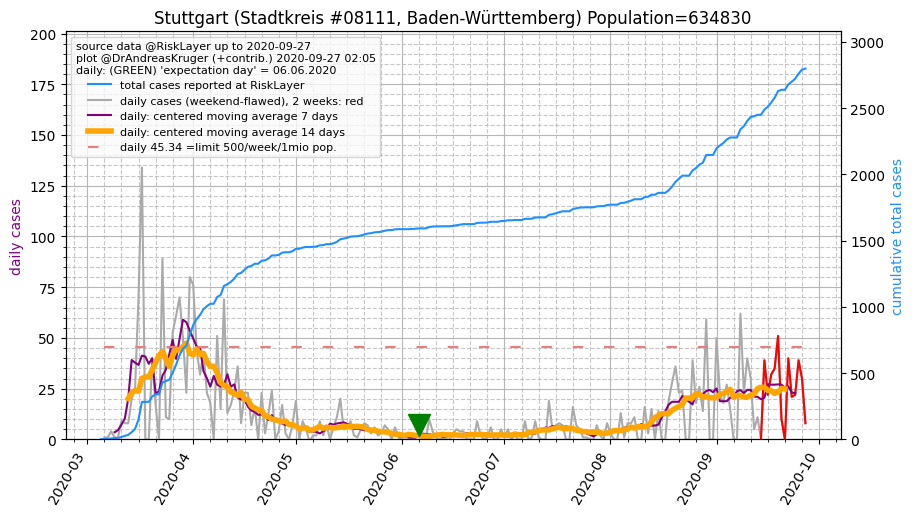 Stuttgart (Stadtkreis #08111, Baden-Württemberg) Population=634830
source data @RiskLayer up to 2020-09-27
plot @DrAndreasKruger (+contrib.) 2020-09-27 02:05
daily: (GREEN) 'expectation day' = 06.06.2020
total cases reported at RiskLayer
daily cases (weekend-flawed), 2 weeks: red
daily: centered moving average 7 days
daily: centered moving average 14 days
daily 45.34 =limit 500/week/1mio pop.
daily cases
200
175
150
125
100
75
50
25
0
cumulative total cases
3000
2500
2000
1500
1000
500
0
2020-03
2020-04
2020-05
2020-06
2020-07
2020-08
2020-09
2020-10